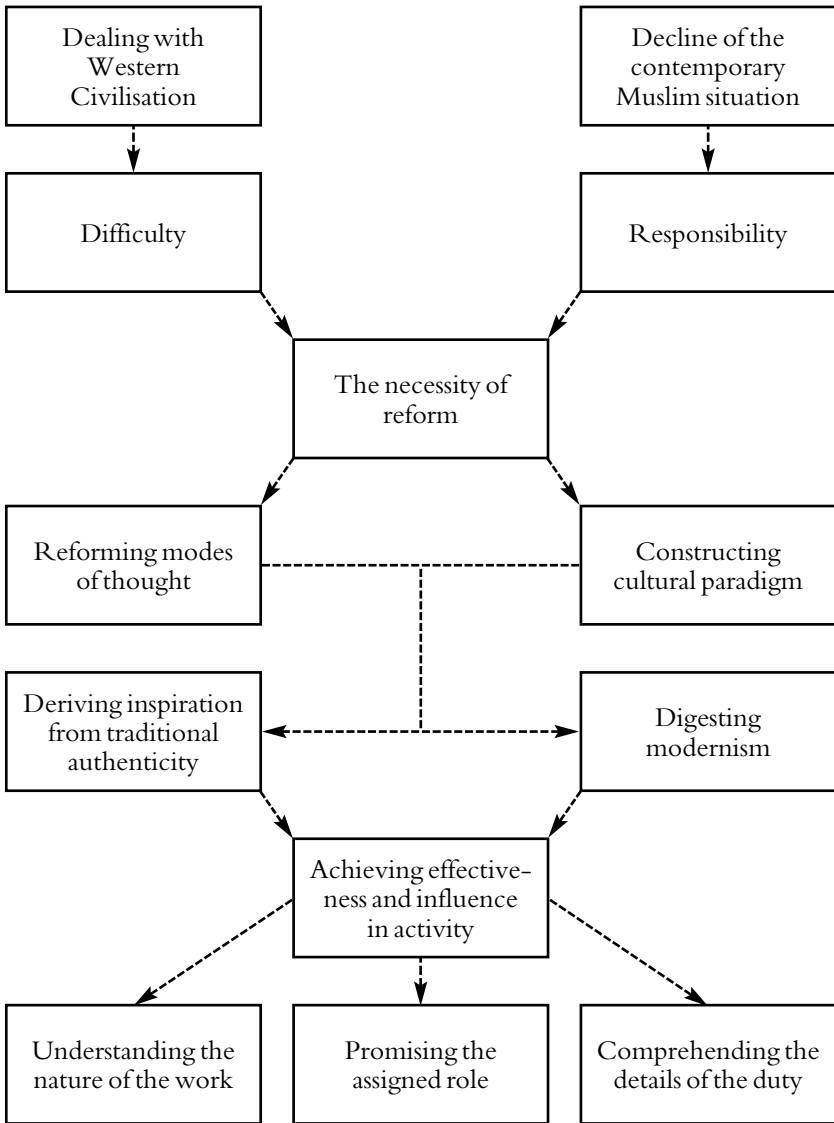 Dealing with
Western
Civilisation
Decline of the
contemporary
Muslim situation
Difficulty
Responsibility
The necessity of
reform
Reforming modes
of thought
Constructing
cultural paradigm
Deriving inspiration
from traditional
authenticity
Digesting
modernism
Achieving effective-
ness and influence
in activity
Understanding the
nature of the work
Promising the
assigned role
Comprehending the
details of the duty